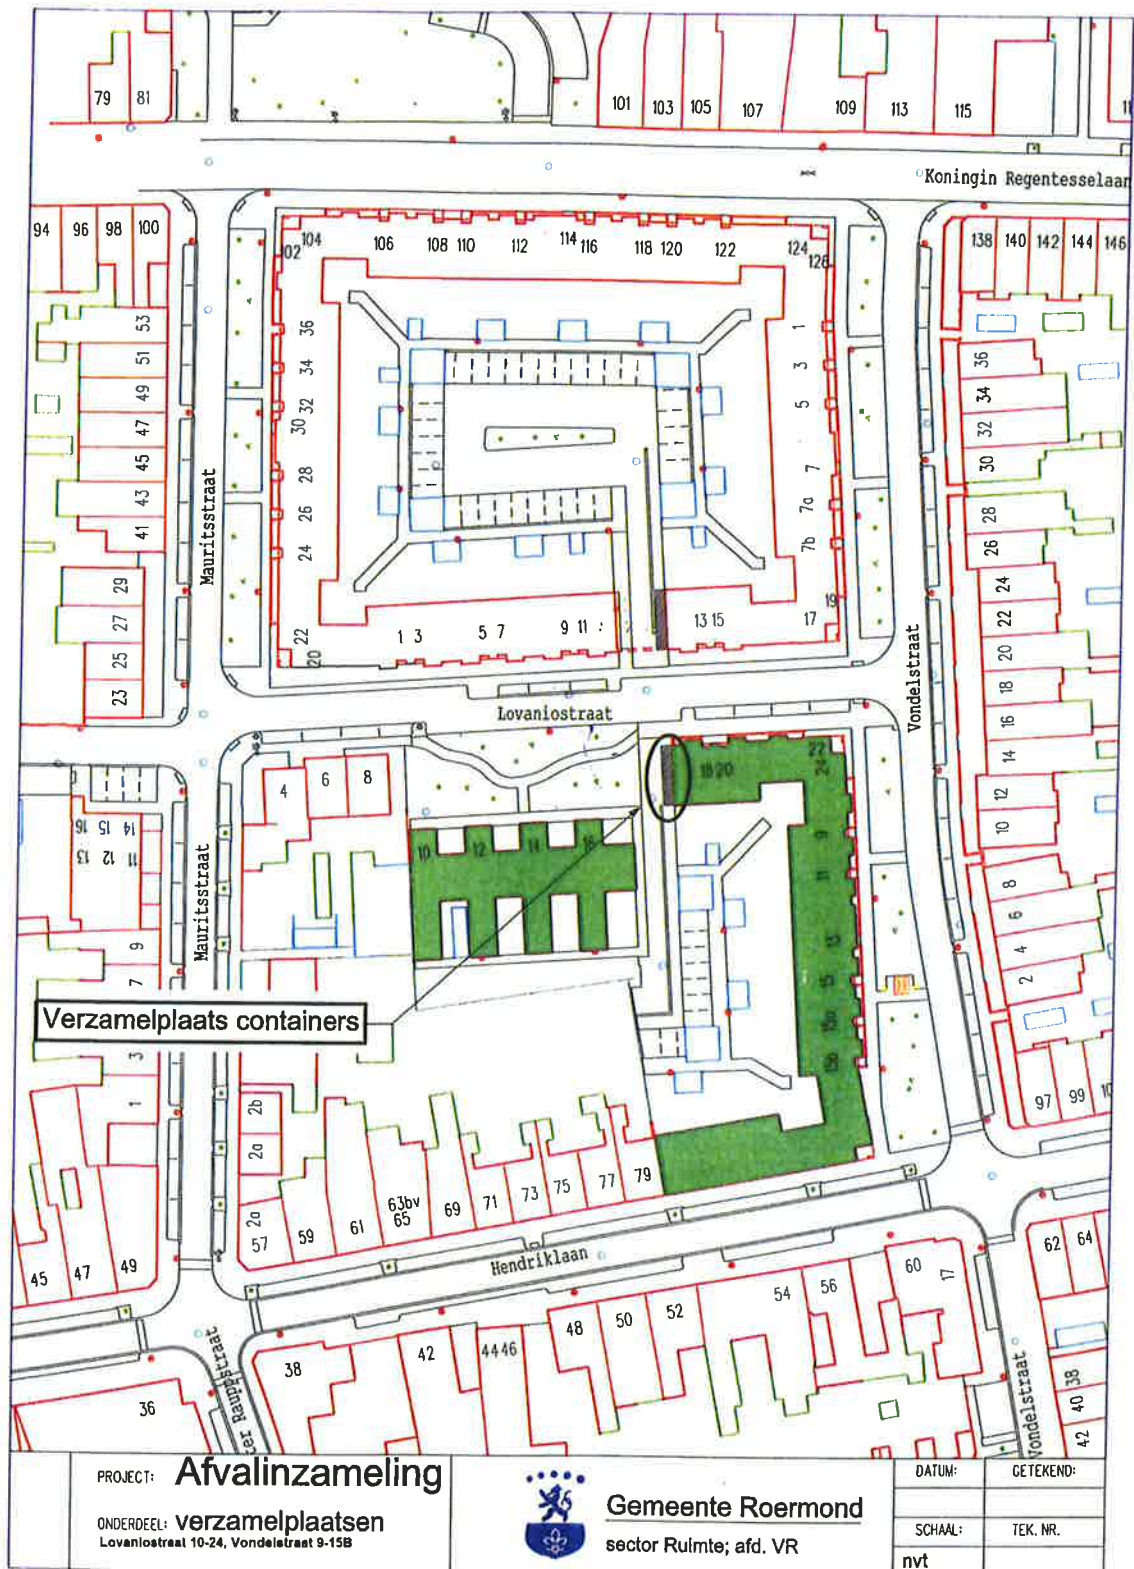 79 81
101 103 105 107 109 113 115
Koningin Regentesselaan
94 96 98 100
104
106 108 110 112 114 116 118 120 122 124
126
138 140 142 144 146
53
51
49
47
45
43
41
29
27
25
23
Mauritsstraat
36
34
32
30
28
26
24
22
20
1 3 5 7 9 11 13 15 17 19
1
3
5
7
7a
7b
36
34
32
30
28
26
24
22
20
18
16
14
12
10
8
6
4
2
Vondelstraat
Lovaniostraat
4 6 8
10 12 14 16
18 20 22
24
9
11
13
15
15a
15b
16 15 14
13 12 11
9
7
3
1
Mauritsstraat
Verzamelplaats containers
2b
2a
2a
57 59 61 63bv
65 69 71 73 75 77 79
97 99
45 47 49
Hendriklaan
62 64
60
17
56
54
52
50
48
44 46
42
38
36
Vondelstraat
38
40
42
PROJECT: Afvalinzameling
ONDERDEEL: verzamelplaatsen
Lovaniostraat 10-24, Vondelstraat 9-15B
Gemeente Roermond
sector Ruimte; afd. VR
DATUM: GETEKEND:
SCHAAL: TEK. NR.
nvt